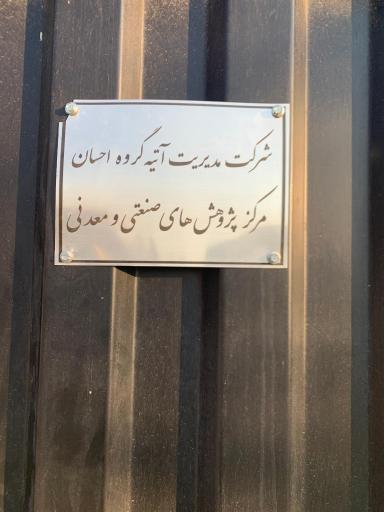 شرکت مدیریت آتیه گروه احسان
مرکز پژوهش های صنعتی و معدنی